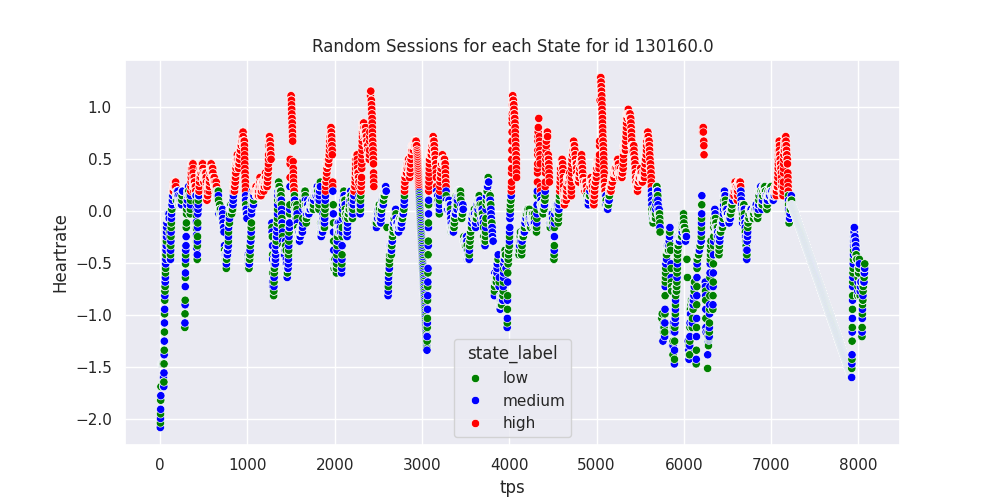 Random Sessions for each State for id 130160.0
Heartrate
1.0
0.5
0.0
−0.5
−1.0
−1.5
−2.0
state_label
low
medium
high
0 1000 2000 3000 4000 5000 6000 7000 8000
tps